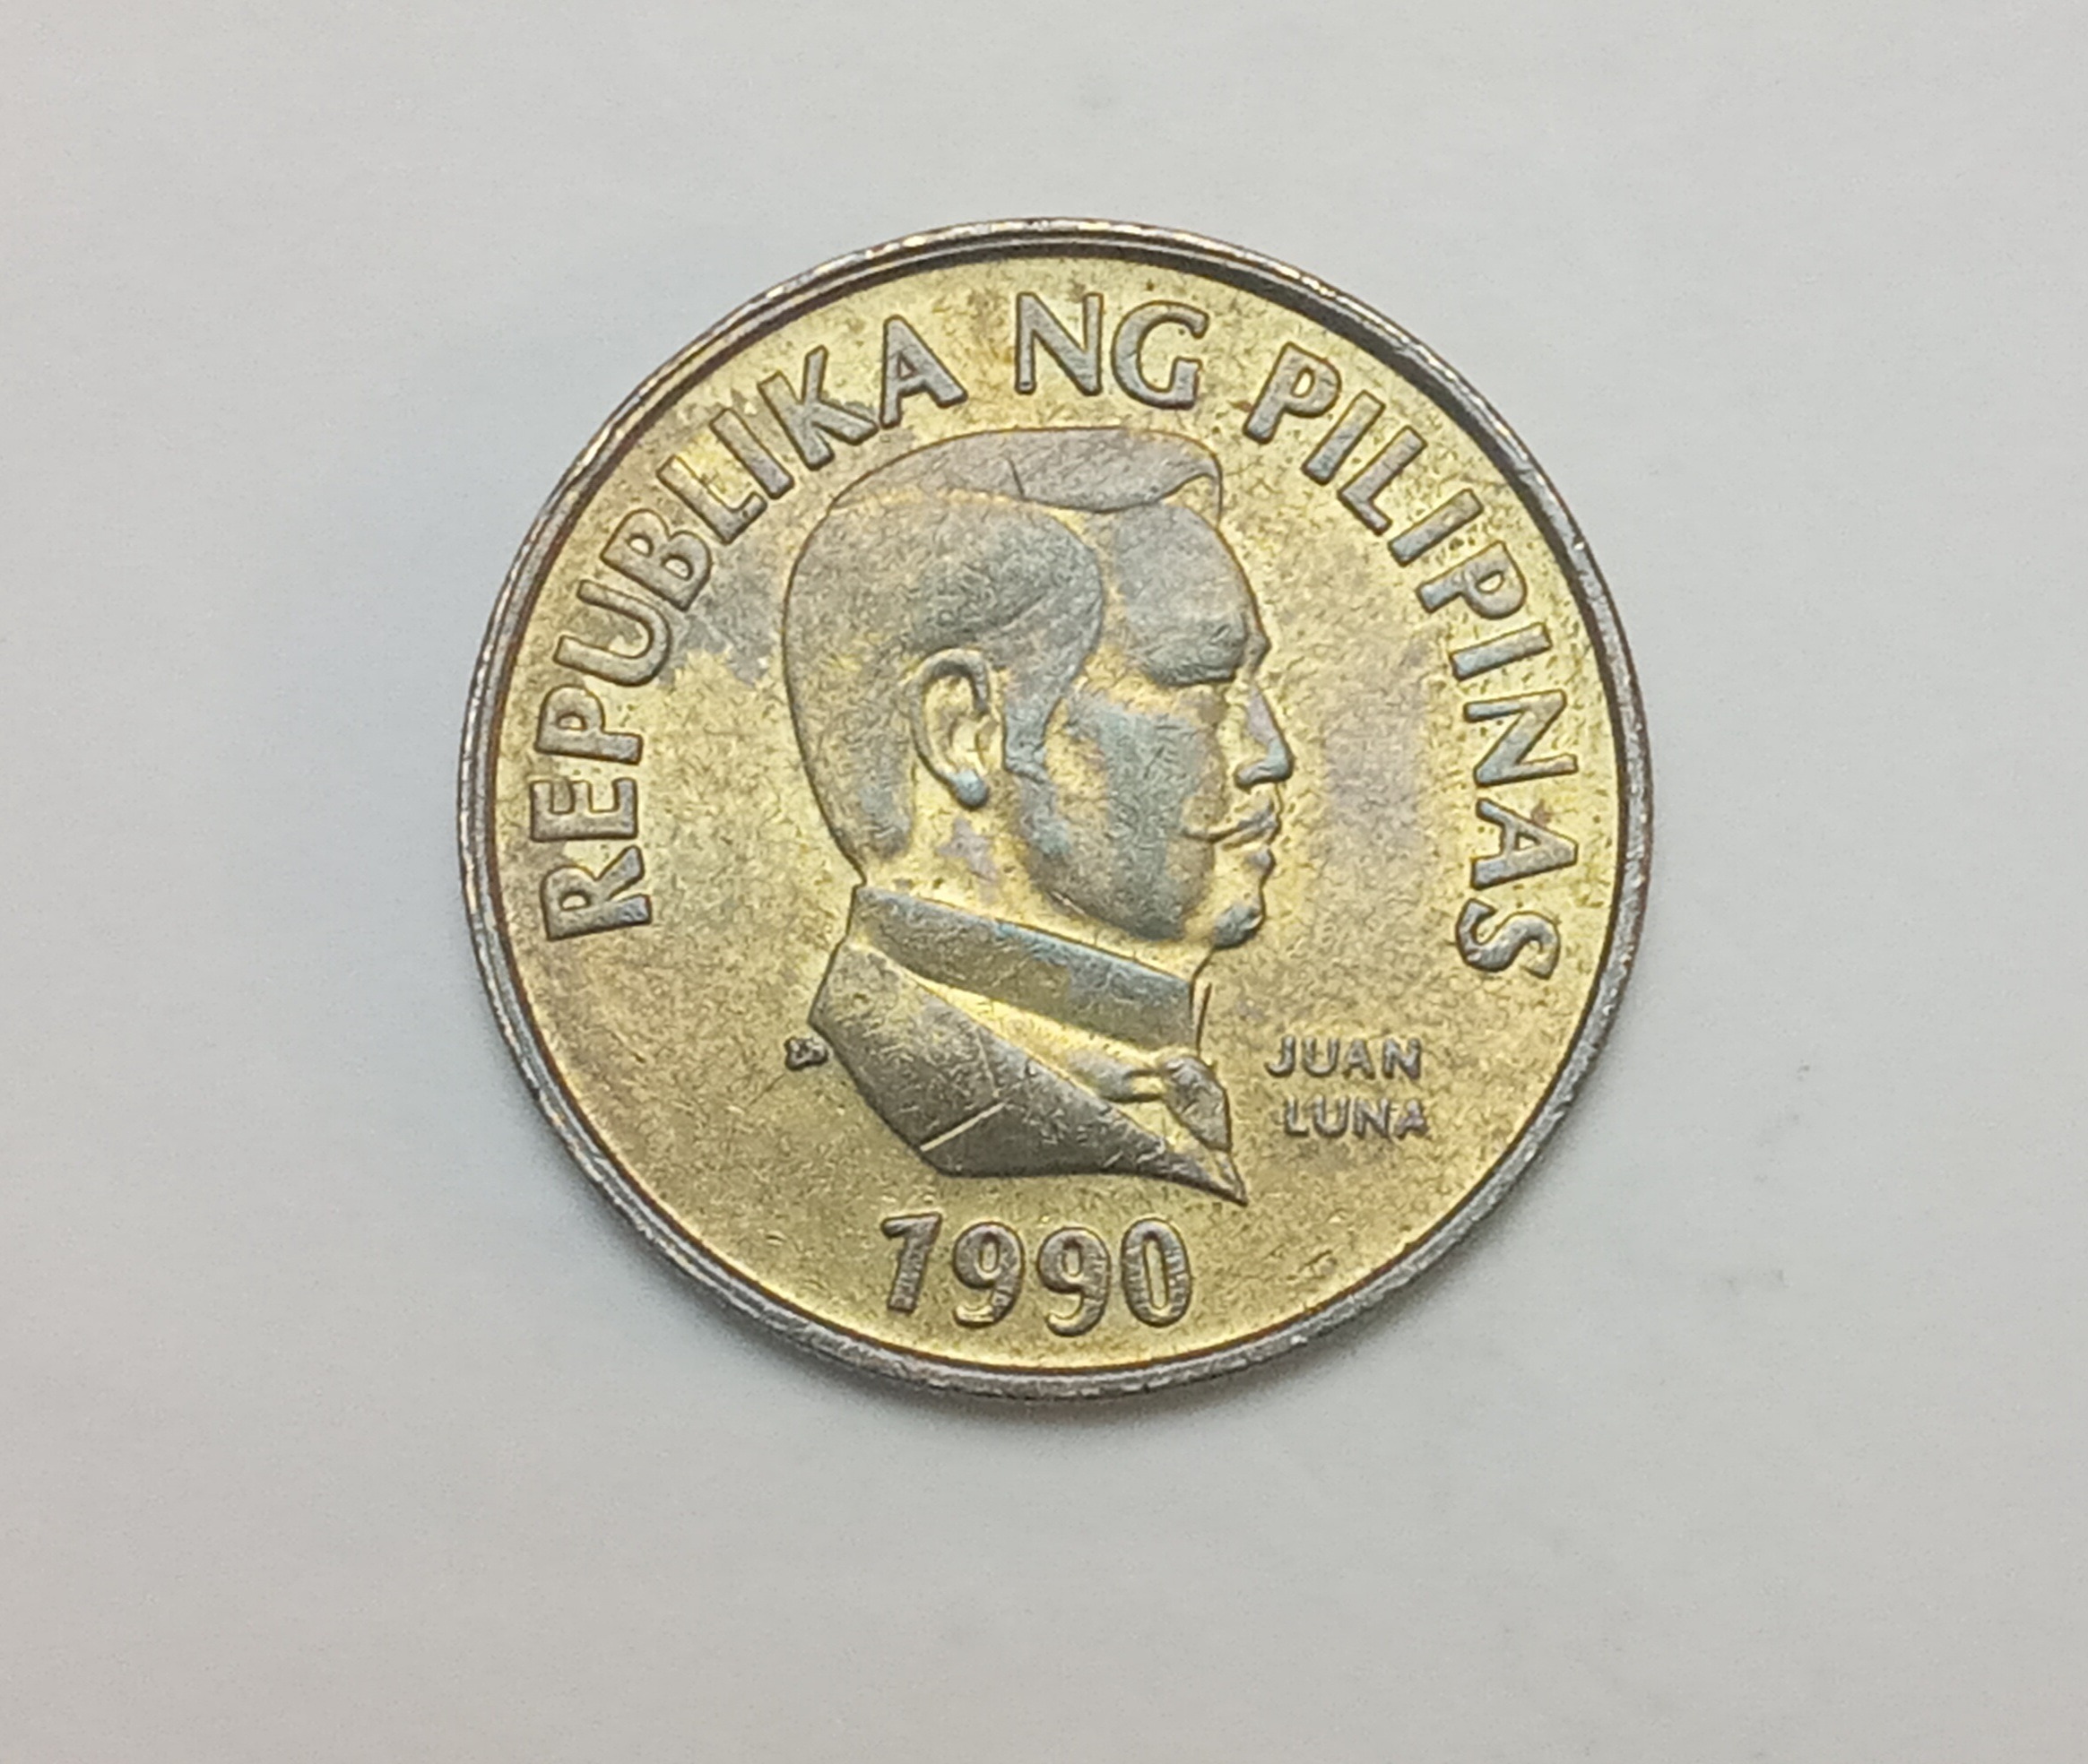 REPUBLIKA NG PILIPINAS
JUAN
LUNA
1990